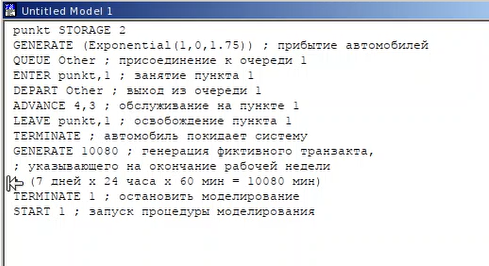 Untitled Model 1
punkt STORAGE 2
GENERATE (Exponential(1,0,1.75)) ; прибытие автомобилей
QUEUE Other ; присоединение к очереди 1
ENTER punkt,1 ; занятие пункта 1
DEPART Other ; выход из очереди 1
ADVANCE 4,3 ; обслуживание на пункте 1
LEAVE punkt,1 ; освобождение пункта 1
TERMINATE ; автомобиль покидает систему
GENERATE 10080 ; генерация фиктивного транзакта,
; указывающего на окончание рабочей недели
(7 дней x 24 часа x 60 мин = 10080 мин)
TERMINATE 1 ; остановить моделирование
START 1 ; запуск процедуры моделирования